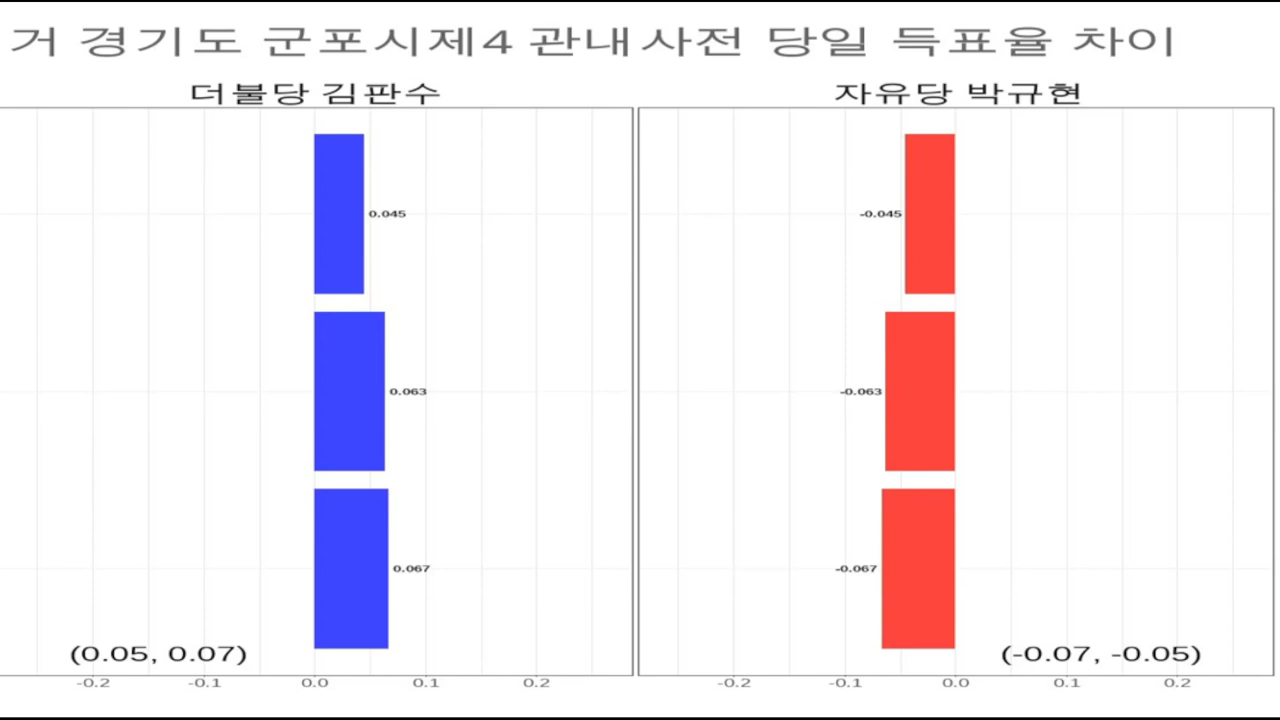 거 경기도 군포시제4 관내사전 당일 득표율 차이
더불당 김판수
자유당 박규현
0.045
-0.045
0.063
-0.063
0.067
-0.067
(0.05, 0.07)
(-0.07, -0.05)
-0.2 -0.1 0.0 0.1 0.2
-0.2 -0.1 0.0 0.1 0.2